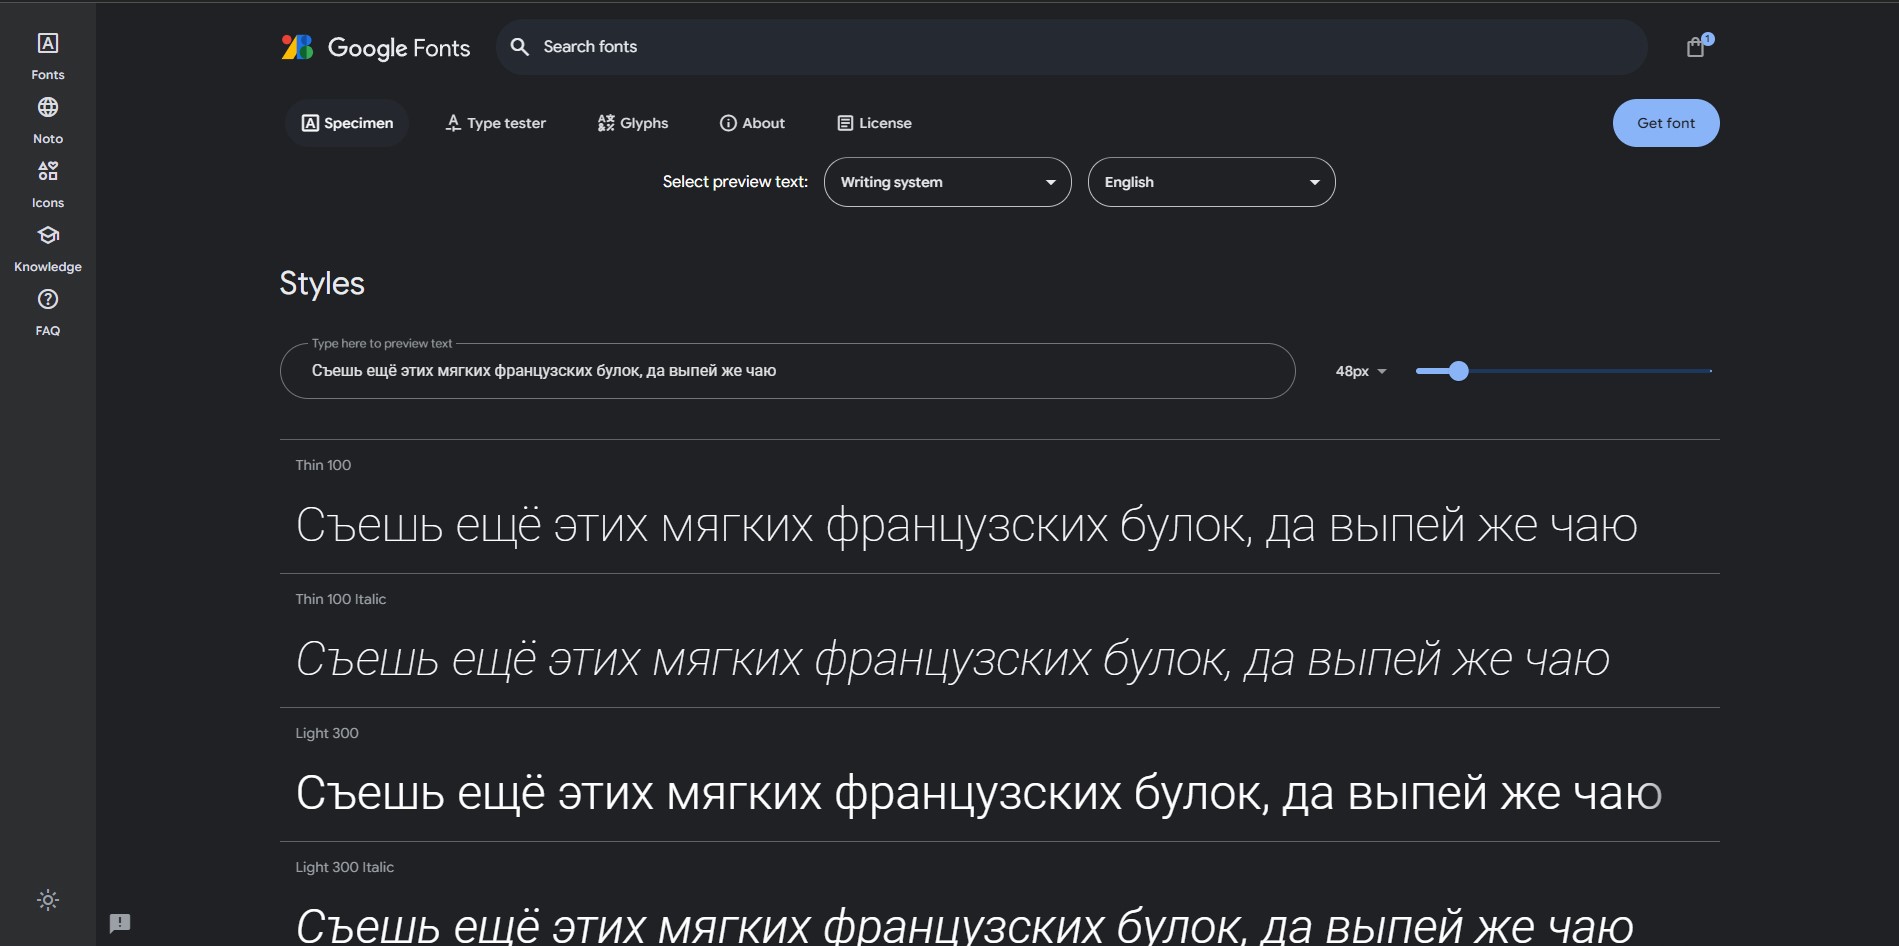 Fonts
Noto
Icons
Knowledge
FAQ
Google Fonts
Search fonts
1
Specimen
Type tester
Glyphs
About
License
Get font
Select preview text:
Writing system
English
Styles
Type here to preview text
Съешь ещё этих мягких французских булок, да выпей же чаю
48px
Thin 100
Съешь ещё этих мягких французских булок, да выпей же чаю
Thin 100 Italic
Съешь ещё этих мягких французских булок, да выпей же чаю
Light 300
Съешь ещё этих мягких французских булок, да выпей же чаю
Light 300 Italic
Съешь ещё этих мягких французских булок, да выпей же чаю